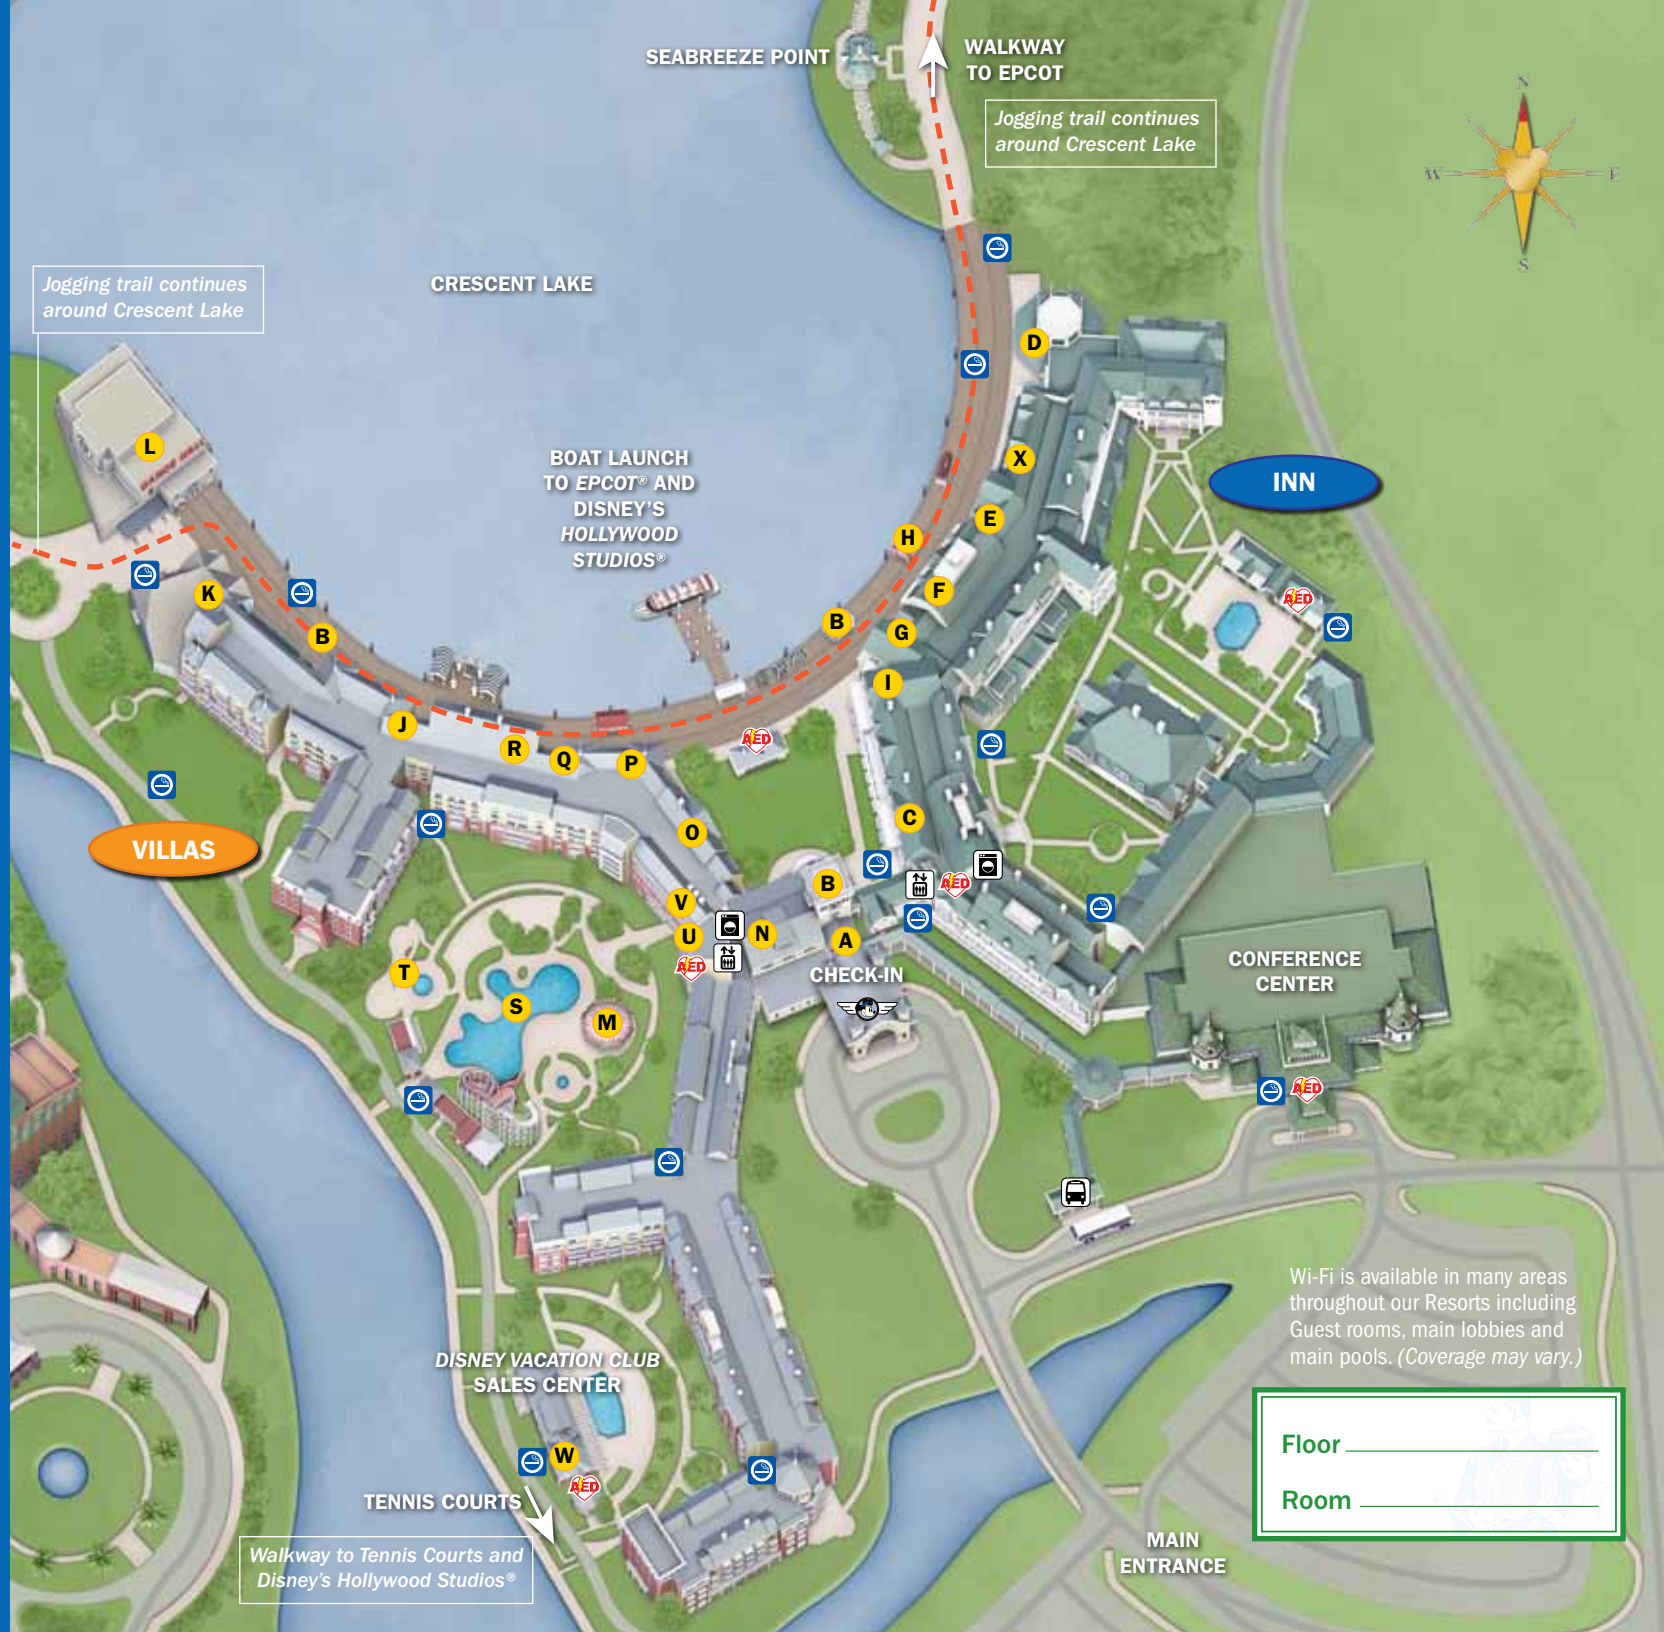 SEABREEZE POINT
WALKWAY
TO EPCOT
Jogging trail continues
around Crescent Lake
N
W
E
S
CRESCENT LAKE
Jogging trail continues
around Crescent Lake
D
L
DANCE HALL
BOAT LAUNCH
TO EPCOT® AND
DISNEY'S
HOLLYWOOD
STUDIOS®
X
INN
E
H
K
F
AED
B
B
G
I
J
R
Q
P
AED
VILLAS
O
C
V
B
AED
U
N
A
AED
CHECK-IN
CONFERENCE
CENTER
T
S
M
AED
Wi-Fi is available in many areas
throughout our Resorts including
Guest rooms, main lobbies and
main pools. (Coverage may vary.)
DISNEY VACATION CLUB
SALES CENTER
W
AED
Floor
Room
TENNIS COURTS
Walkway to Tennis Courts and
Disney's Hollywood Studios®
MAIN
ENTRANCE